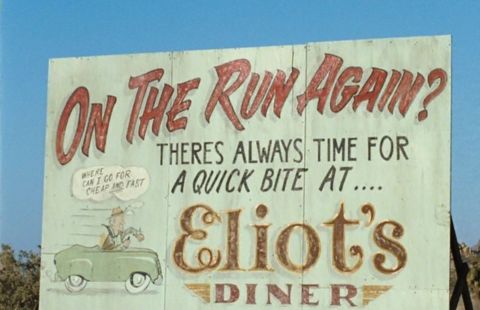 ON THE RUN AGAIN?
THERES ALWAYS TIME FOR
A QUICK BITE AT....
WHERE
CAN I GO FOR
CHEAP AND FAST
Eliot's
DINER